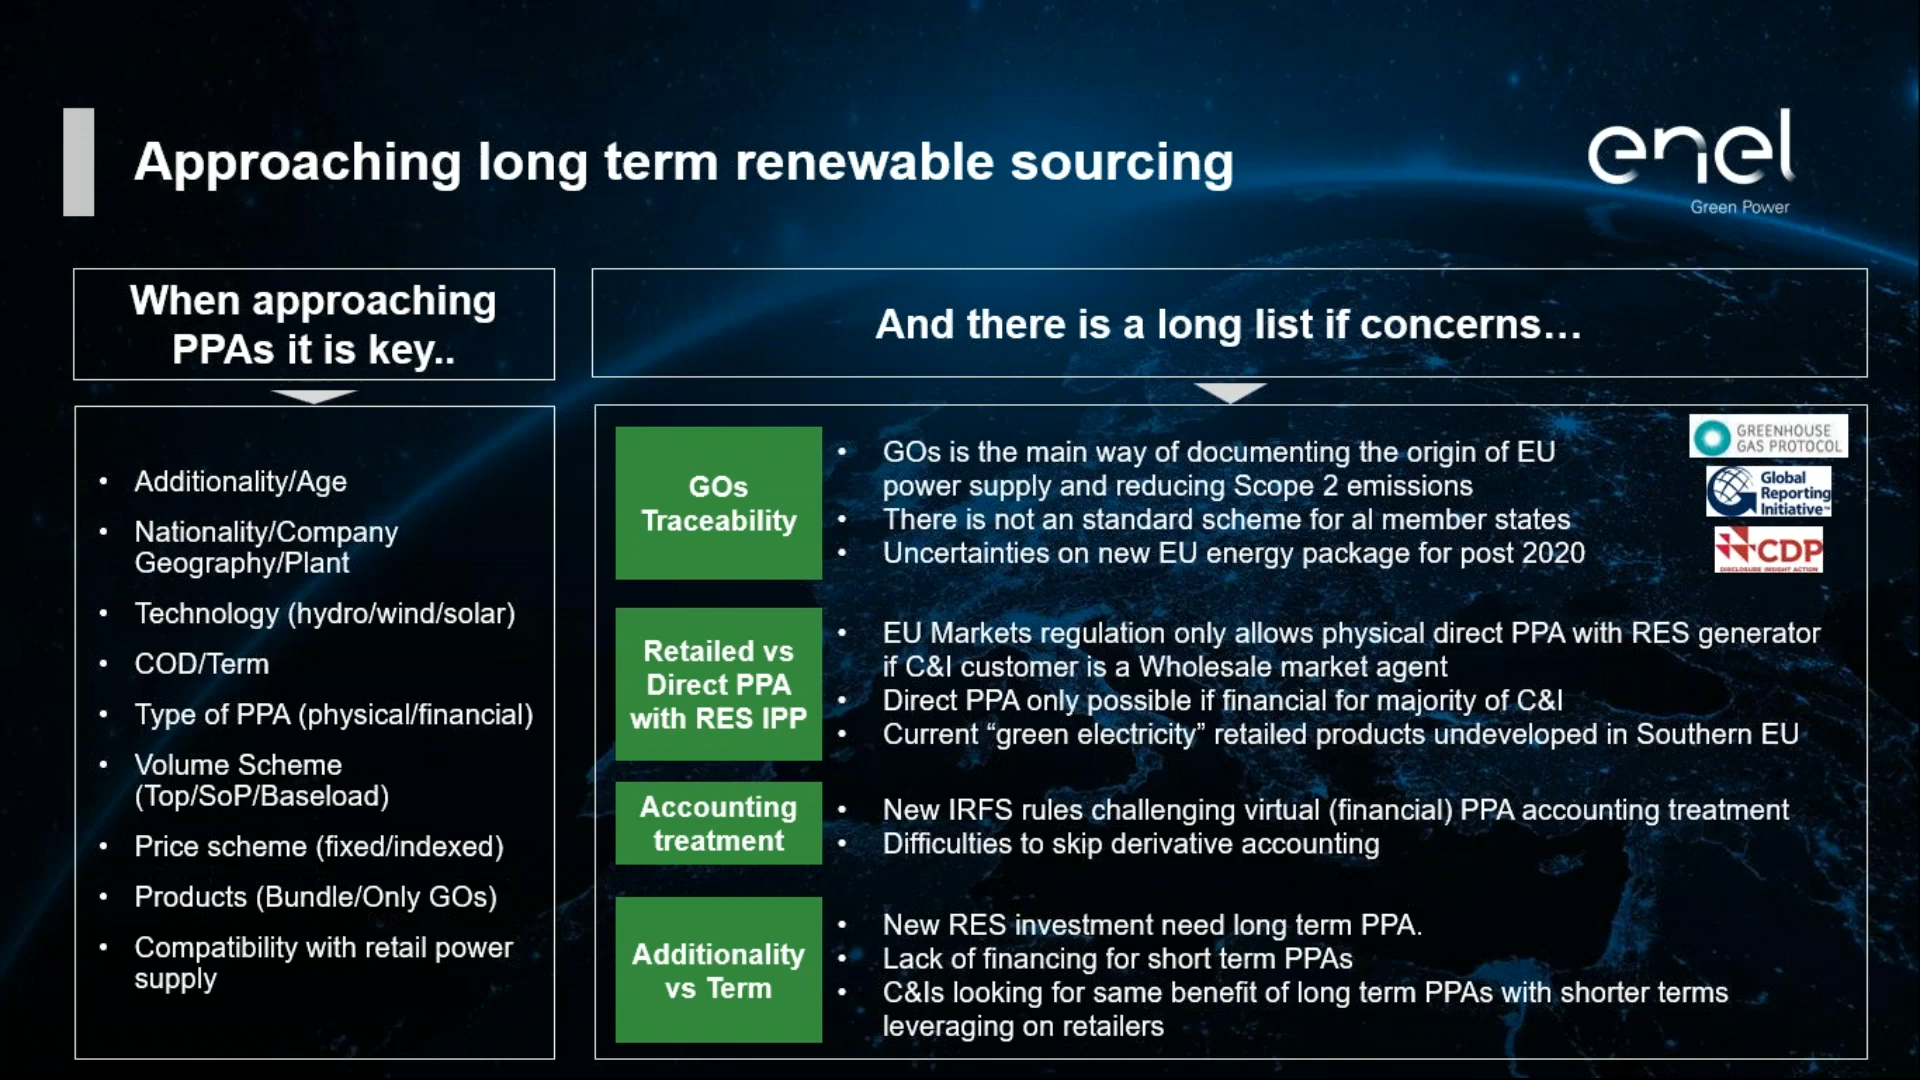 Approaching long term renewable sourcing
enel
Green Power
When approaching
PPAs it is key..
• Additionality/Age
• Nationality/Company
Geography/Plant
• Technology (hydro/wind/solar)
• COD/Term
• Type of PPA (physical/financial)
• Volume Scheme
(Top/SoP/Baseload)
• Price scheme (fixed/indexed)
• Products (Bundle/Only GOs)
• Compatibility with retail power
supply
And there is a long list if concerns…
GOs
Traceability
• GOs is the main way of documenting the origin of EU
power supply and reducing Scope 2 emissions
• There is not an standard scheme for al member states
• Uncertainties on new EU energy package for post 2020
GREENHOUSE
GAS PROTOCOL
Global
Reporting
Initiative™
CDP
DISCLOSURE INSIGHT ACTION
Retailed vs
Direct PPA
with RES IPP
• EU Markets regulation only allows physical direct PPA with RES generator
if C&I customer is a Wholesale market agent
• Direct PPA only possible if financial for majority of C&I
• Current “green electricity” retailed products undeveloped in Southern EU
Accounting
treatment
• New IRFS rules challenging virtual (financial) PPA accounting treatment
• Difficulties to skip derivative accounting
Additionality
vs Term
• New RES investment need long term PPA.
• Lack of financing for short term PPAs
• C&Is looking for same benefit of long term PPAs with shorter terms
leveraging on retailers